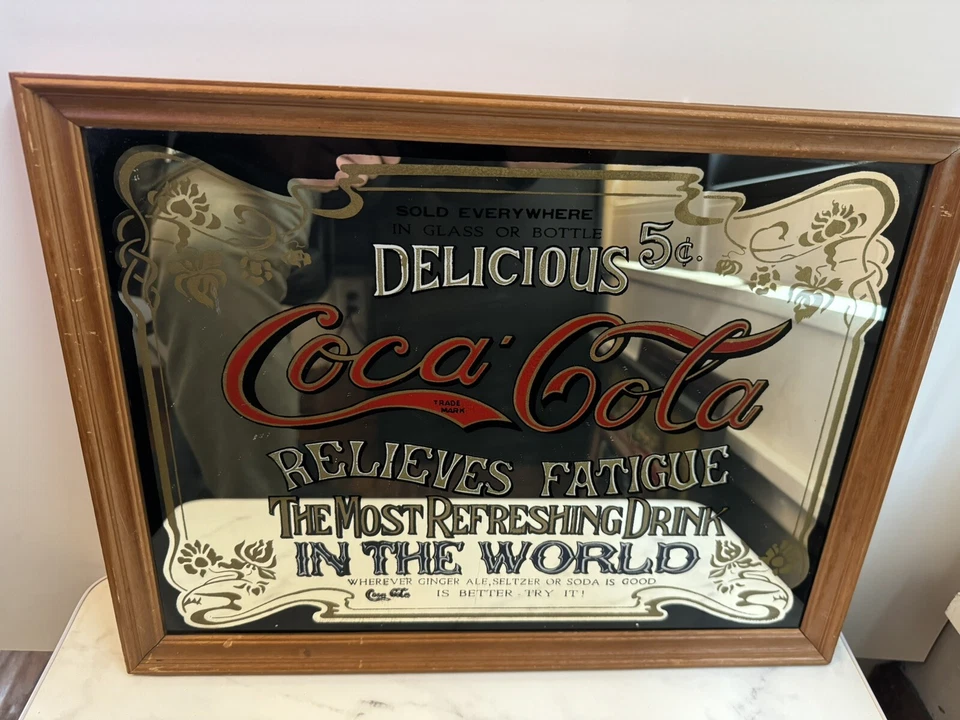 SOLD EVERYWHERE
IN GLASS OR BOTTLE
DELICIOUS 5¢.
Coca-Cola
TRADE
MARK
RELIEVES FATIGUE
THE MOST REFRESHING DRINK
IN THE WORLD
WHEREVER GINGER ALE, SELTZER OR SODA IS GOOD
Coca-Cola IS BETTER-TRY IT!